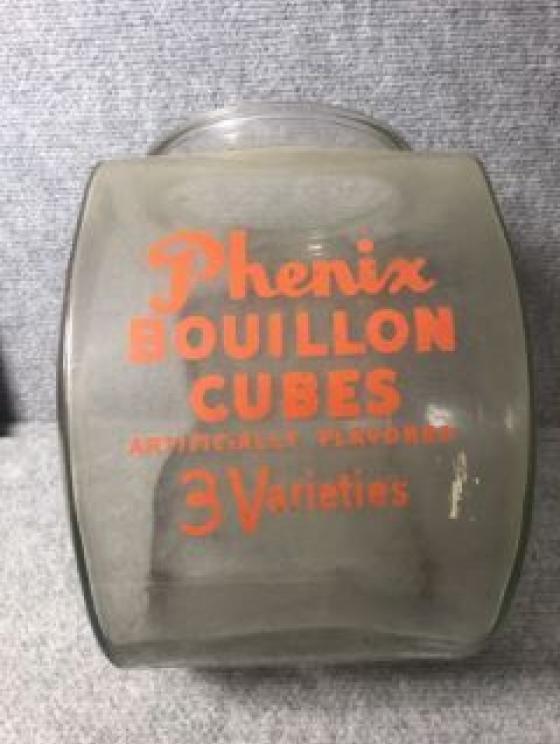 Phenix
BOUILLON
CUBES
ARTIFICIALLY FLAVORED
3 Varieties